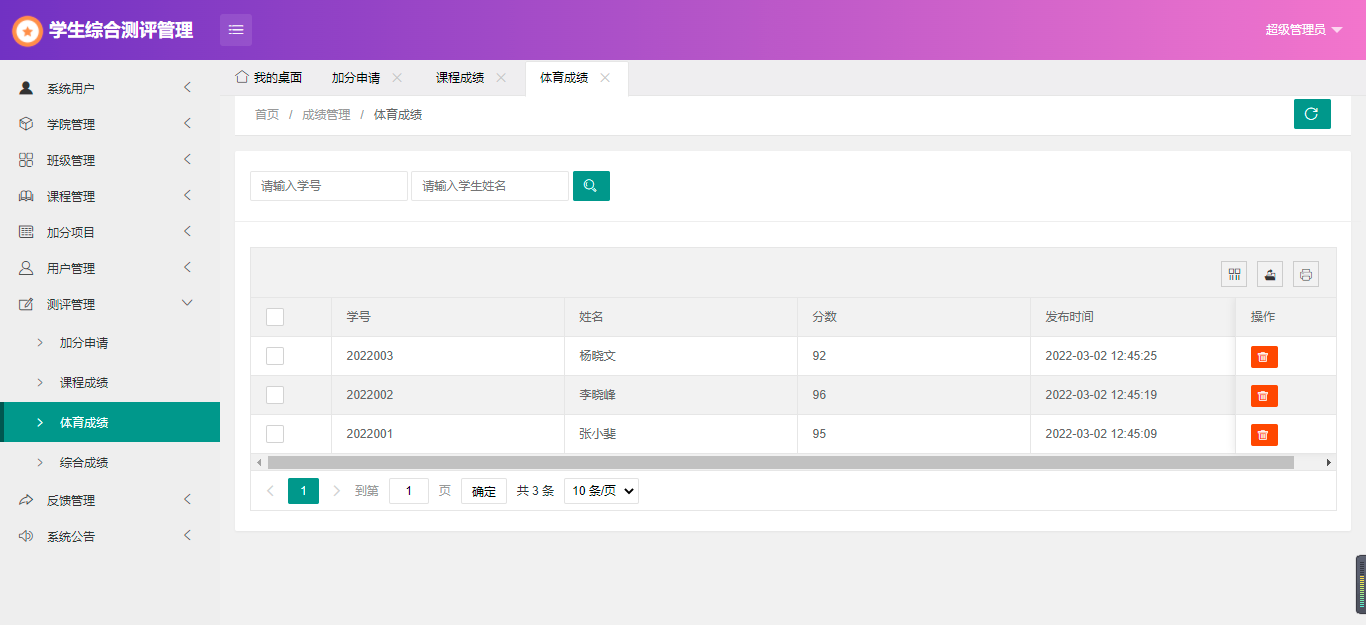 学生综合测评管理
超级管理员
系统用户
学院管理
班级管理
课程管理
加分项目
用户管理
测评管理
加分申请
课程成绩
体育成绩
综合成绩
反馈管理
系统公告
我的桌面 加分申请 课程成绩 体育成绩
首页 / 成绩管理 / 体育成绩
请输入学号 请输入学生姓名
学号 姓名 分数 发布时间 操作
2022003 杨晓文 92 2022-03-02 12:45:25
2022002 李晓峰 96 2022-03-02 12:45:19
2022001 张小斐 95 2022-03-02 12:45:09
1 到第 1 页 确定 共 3 条 10 条/页